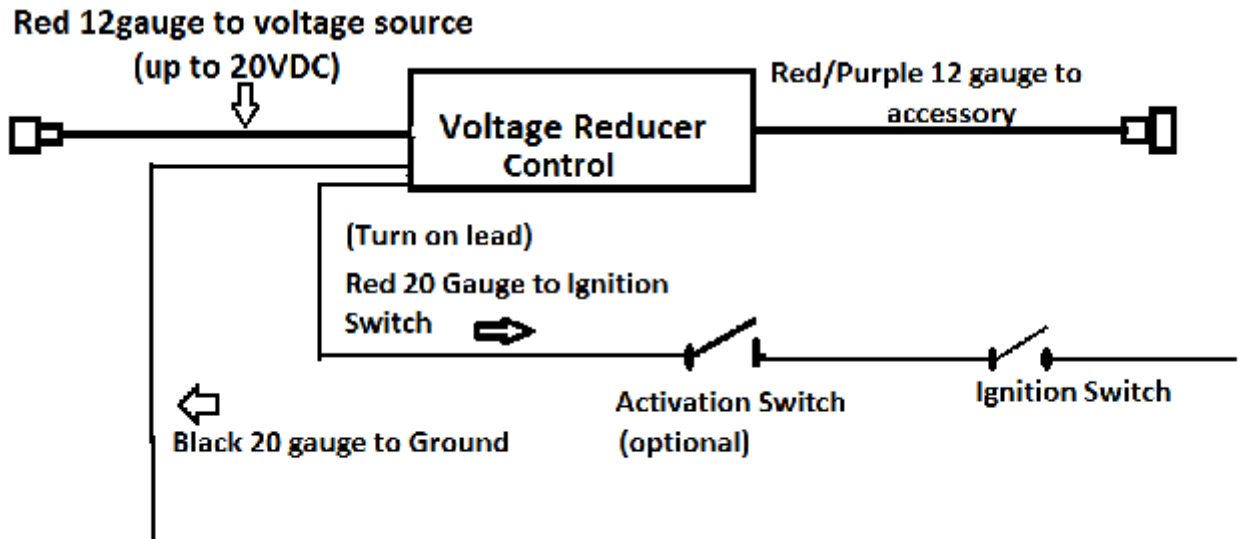 Red 12gauge to voltage source
(up to 20VDC)
Voltage Reducer
Control
Red/Purple 12 gauge to
accessory
(Turn on lead)
Red 20 Gauge to Ignition
Switch
Activation Switch
(optional)
Ignition Switch
Black 20 gauge to Ground